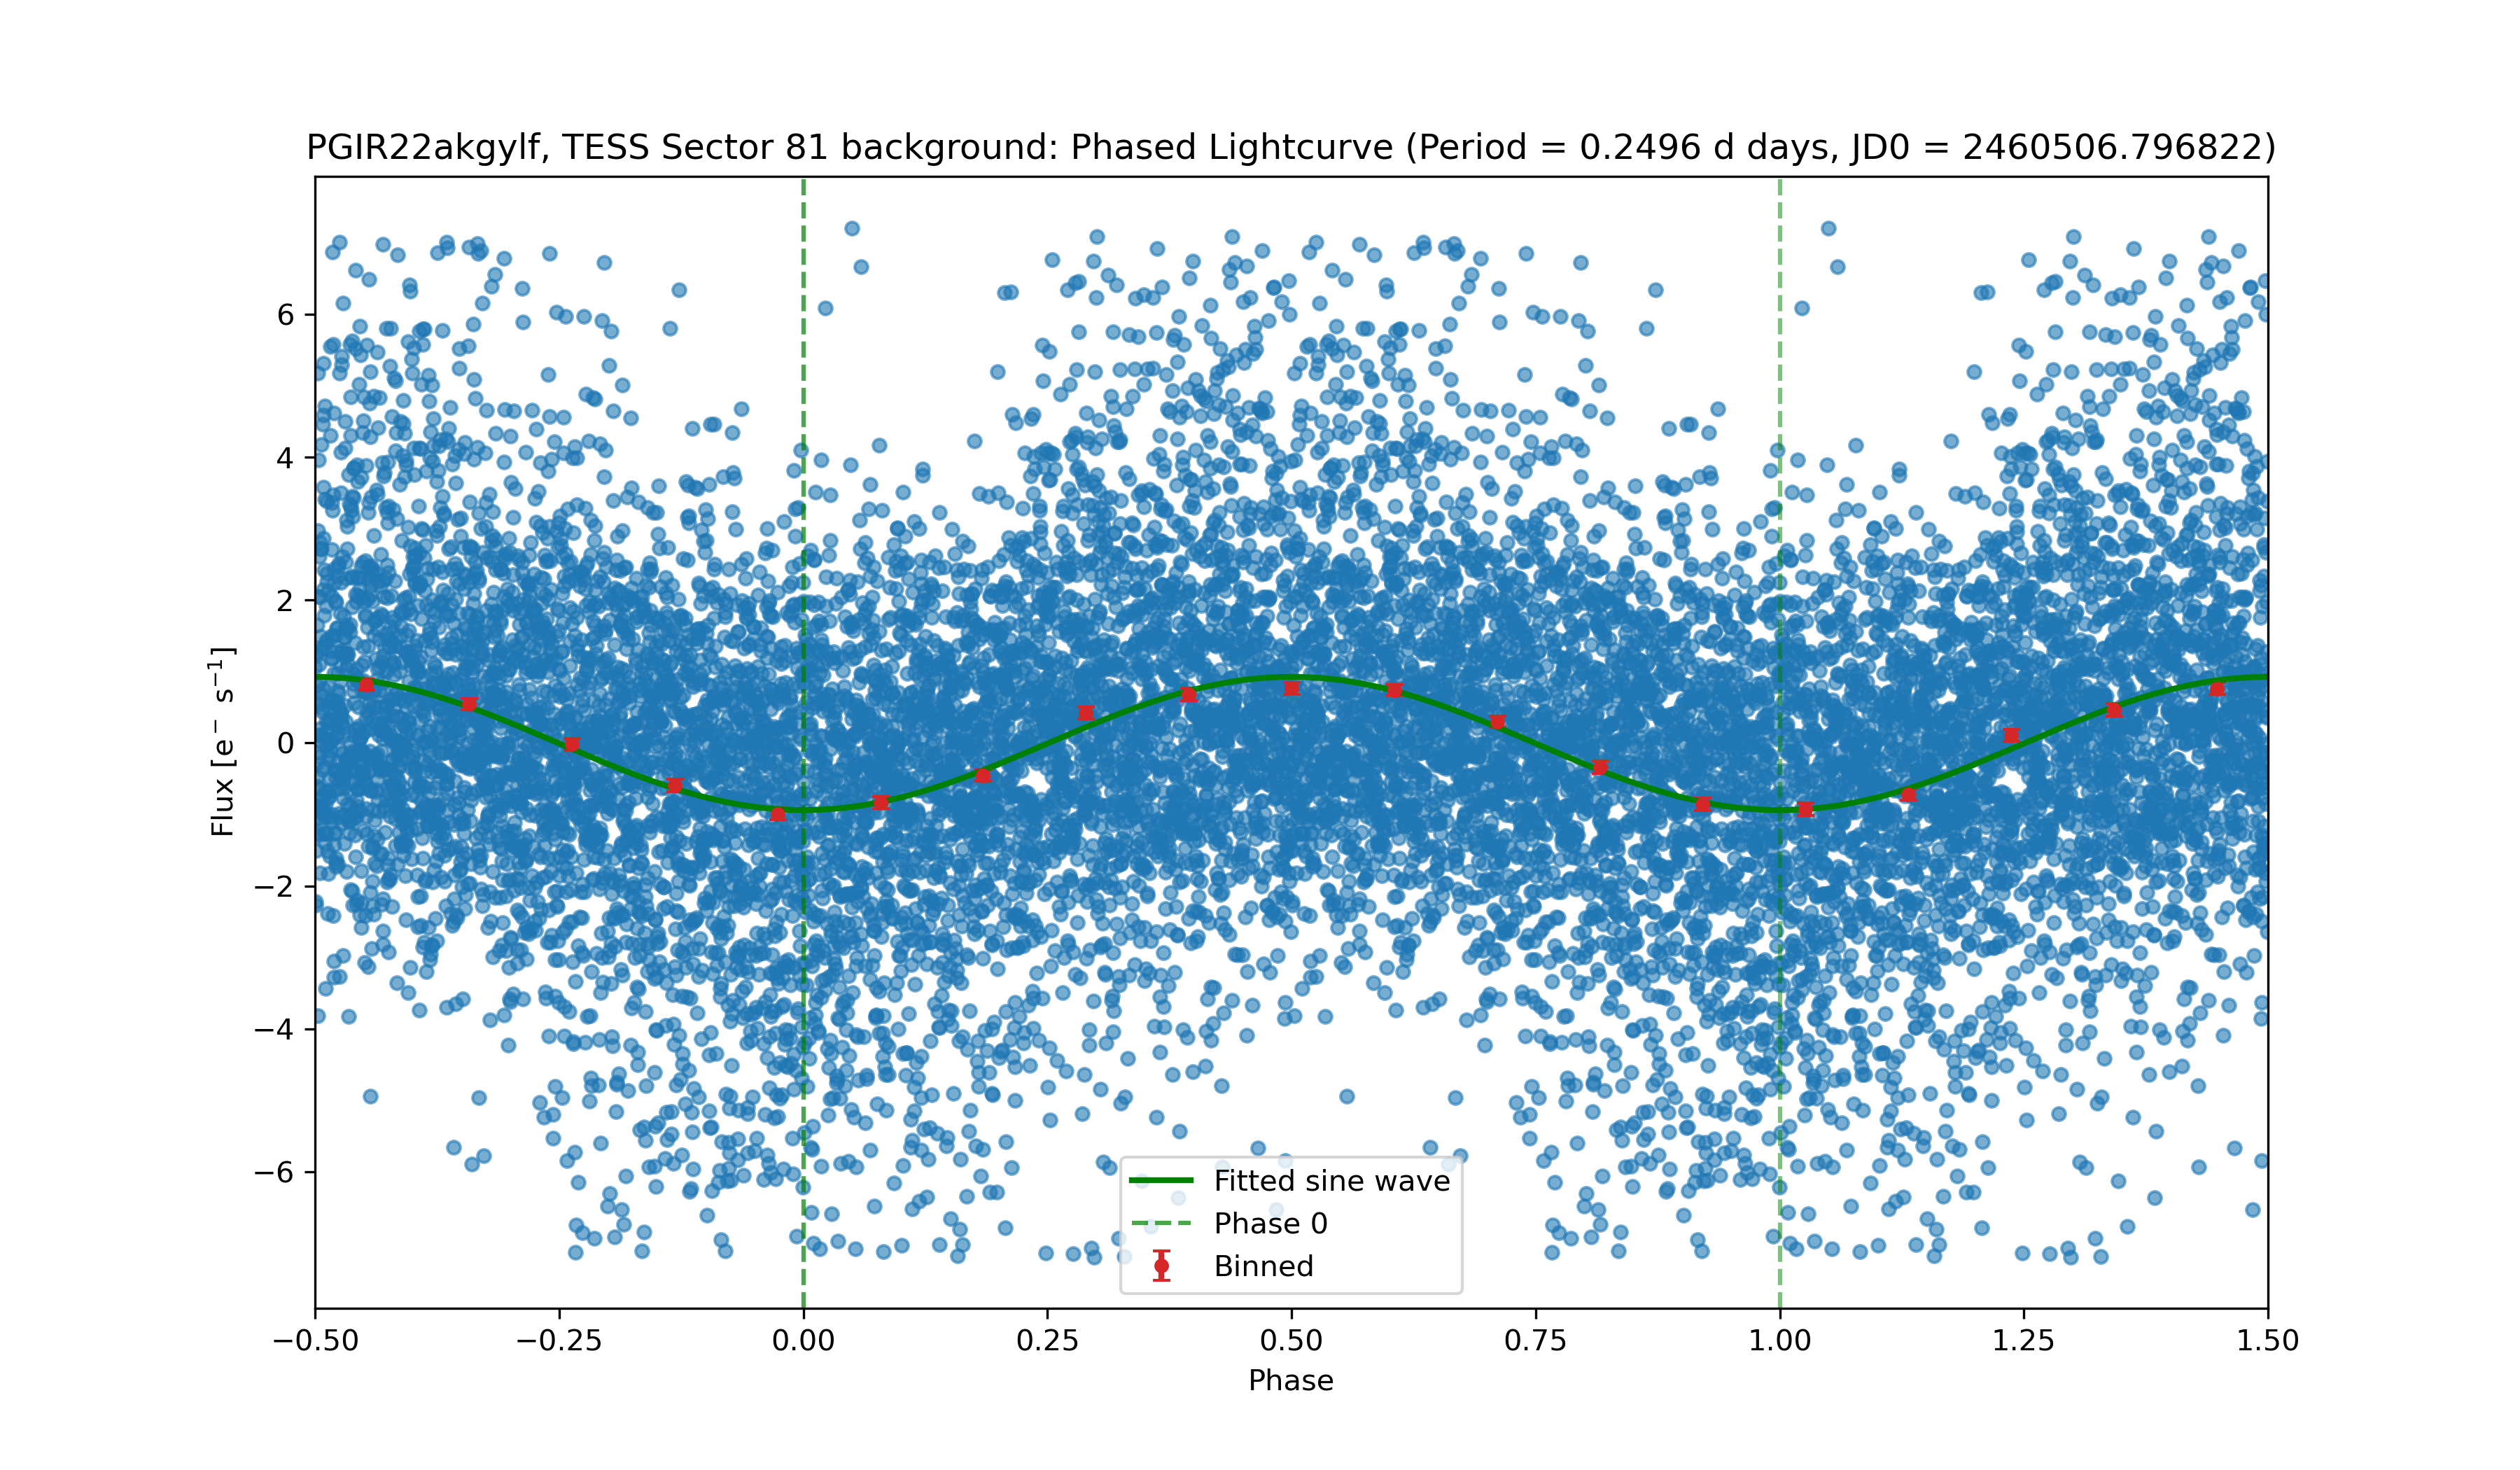 PGIR22akgylf, TESS Sector 81 background: Phased Lightcurve (Period = 0.2496 d days, JD0 = 2460506.796822)
6
4
2
0
−2
−4
−6
Flux [e⁻ s⁻¹]
Fitted sine wave
Phase 0
Binned
−0.50 −0.25 0.00 0.25 0.50 0.75 1.00 1.25 1.50
Phase